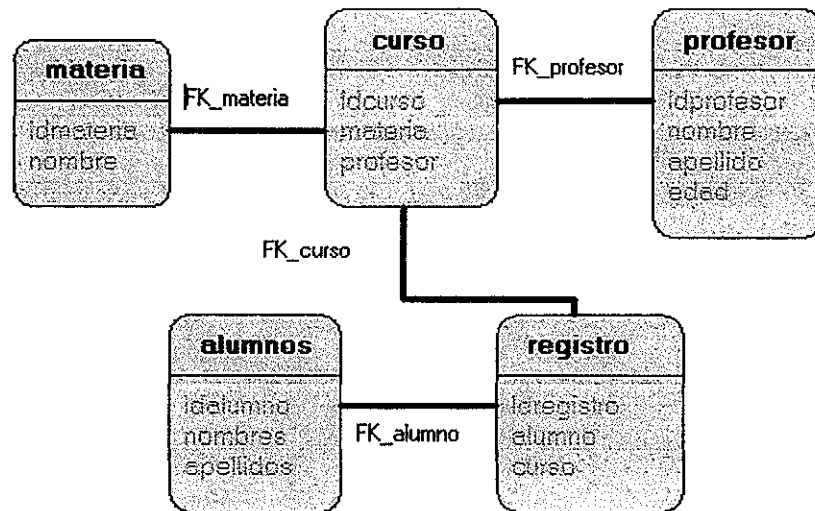 materia
idmateria
nombre
FK_materia
curso
idcurso
materia
profesor
FK_profesor
profesor
idprofesor
nombre
apellido
edad
FK_curso
alumnos
idalumno
nombres
apellidos
FK_alumno
registro
idregistro
alumno
curso